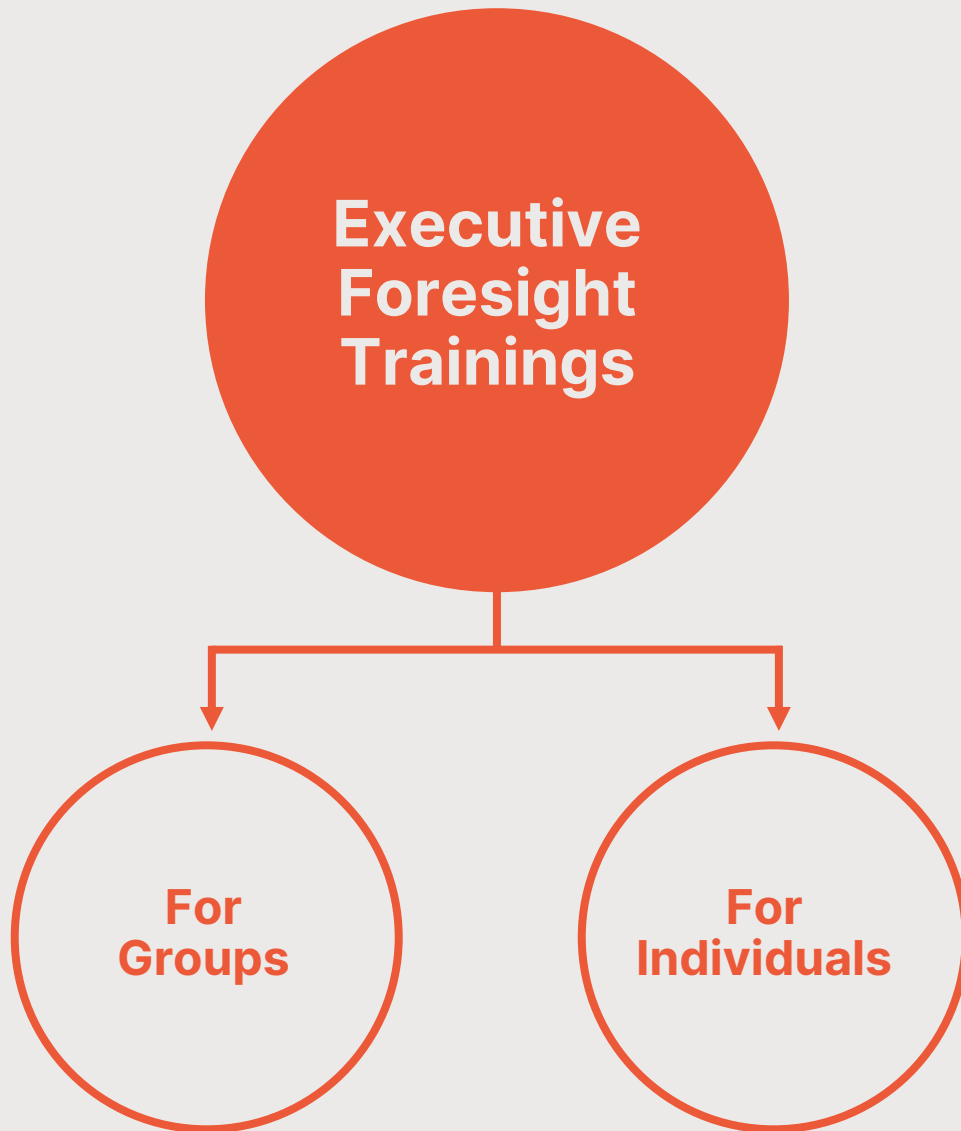 Executive
Foresight
Trainings
For
Groups
For
Individuals